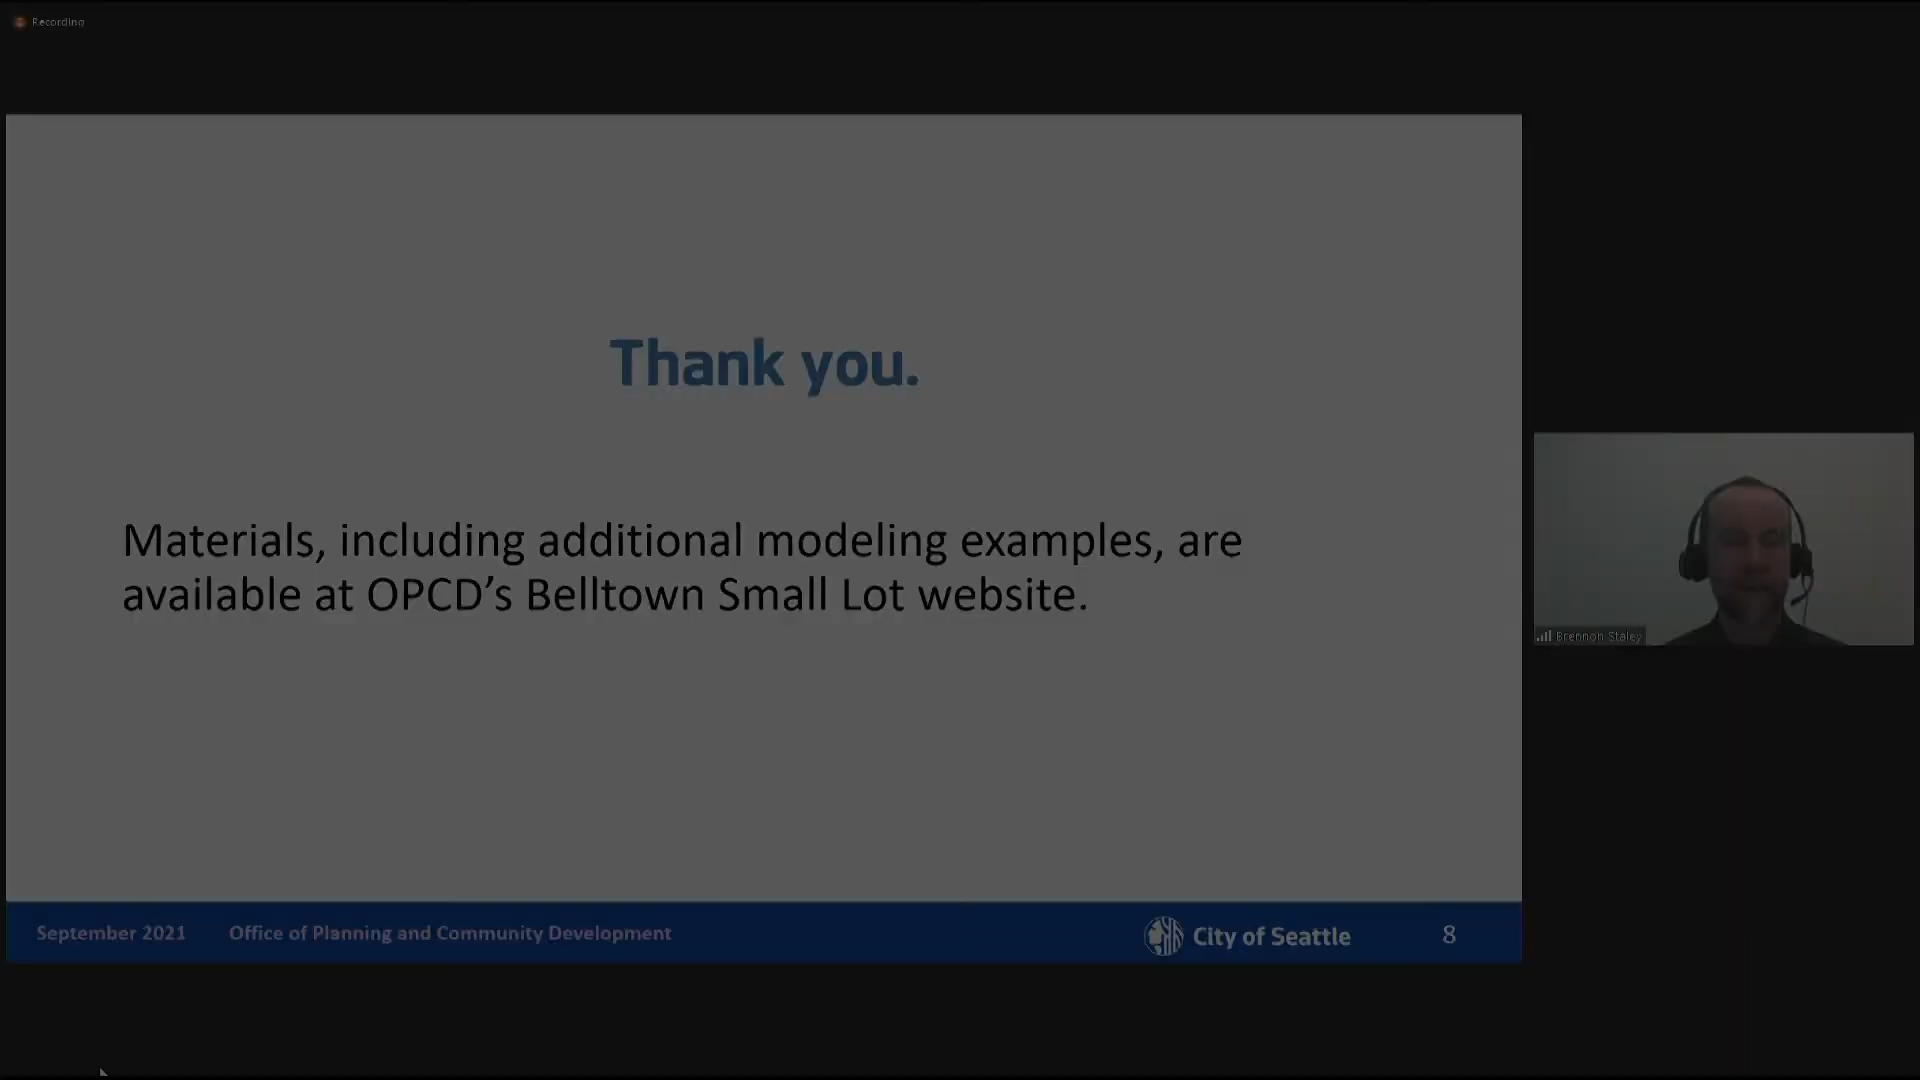 Recording
Thank you.
Materials, including additional modeling examples, are
available at OPCD’s Belltown Small Lot website.
Brennon Staley
September 2021 Office of Planning and Community Development City of Seattle 8